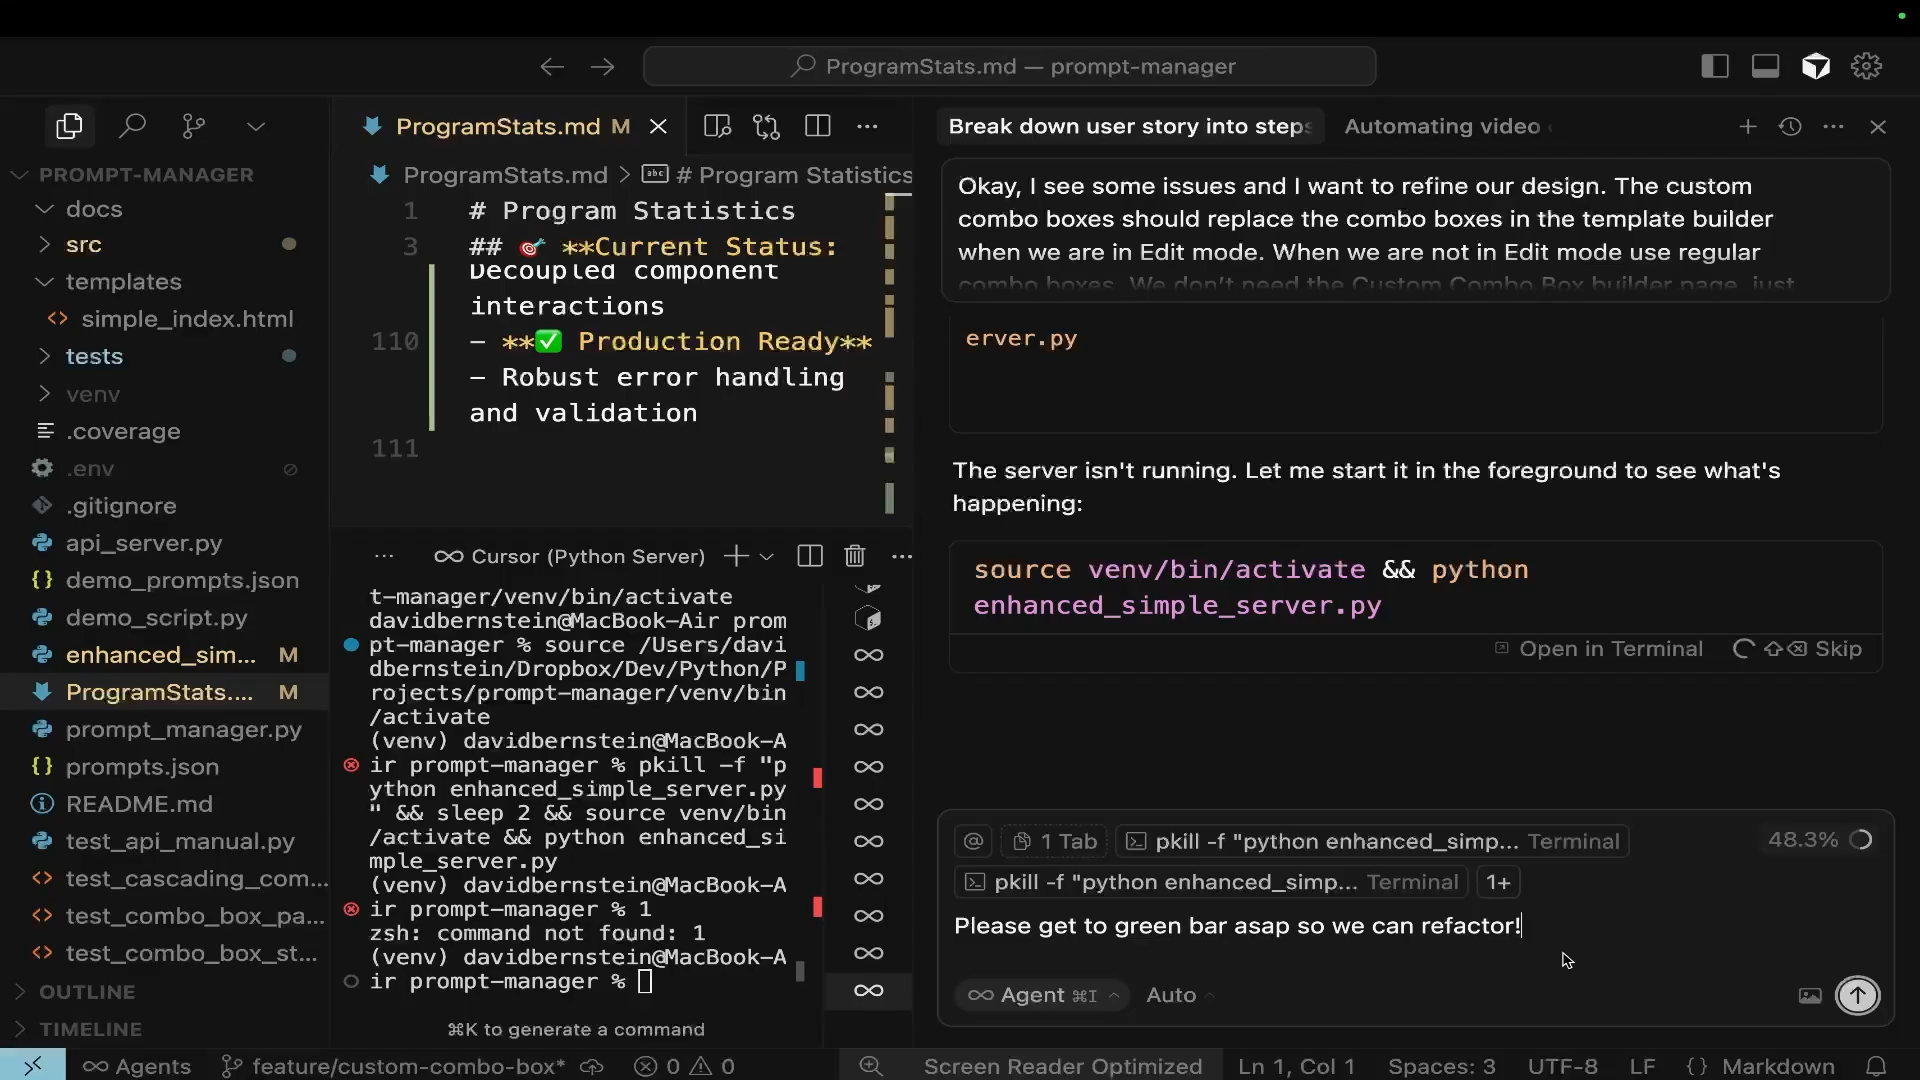 ProgramStats.md — prompt-manager
PROMPT-MANAGER
docs
src
templates
simple_index.html
tests
venv
.coverage
.env
.gitignore
api_server.py
demo_prompts.json
demo_script.py
enhanced_sim... M
ProgramStats.... M
prompt_manager.py
prompts.json
README.md
test_api_manual.py
test_cascading_com...
test_combo_box_pa...
test_combo_box_st...
OUTLINE
TIMELINE
ProgramStats.md M
ProgramStats.md > # Program Statistics
1 # Program Statistics
3 ## 🎯 **Current Status:
Decoupled component
interactions
110 - **✅ Production Ready**
- Robust error handling
and validation
111
... Cursor (Python Server)
t-manager/venv/bin/activate
davidbernstein@MacBook-Air prom
pt-manager % source /Users/davi
dbernstein/Dropbox/Dev/Python/P
rojects/prompt-manager/venv/bin
/activate
(venv) davidbernstein@MacBook-A
ir prompt-manager % pkill -f "p
ython enhanced_simple_server.py
" && sleep 2 && source venv/bin
/activate && python enhanced_si
mple_server.py
(venv) davidbernstein@MacBook-A
ir prompt-manager % 1
zsh: command not found: 1
(venv) davidbernstein@MacBook-A
ir prompt-manager %
⌘K to generate a command
Break down user story into steps Automating video
Okay, I see some issues and I want to refine our design. The custom
combo boxes should replace the combo boxes in the template builder
when we are in Edit mode. When we are not in Edit mode use regular
combo boxes. We don't need the Custom Combo Box builder page, just
erver.py
The server isn't running. Let me start it in the foreground to see what's
happening:
source venv/bin/activate && python
enhanced_simple_server.py
Open in Terminal Skip
@ 1 Tab pkill -f "python enhanced_simp... Terminal 48.3%
pkill -f "python enhanced_simp... Terminal 1+
Please get to green bar asap so we can refactor!
Agent ⌘I Auto
Agents feature/custom-combo-box* 0 0 Screen Reader Optimized Ln 1, Col 1 Spaces: 3 UTF-8 LF {} Markdown